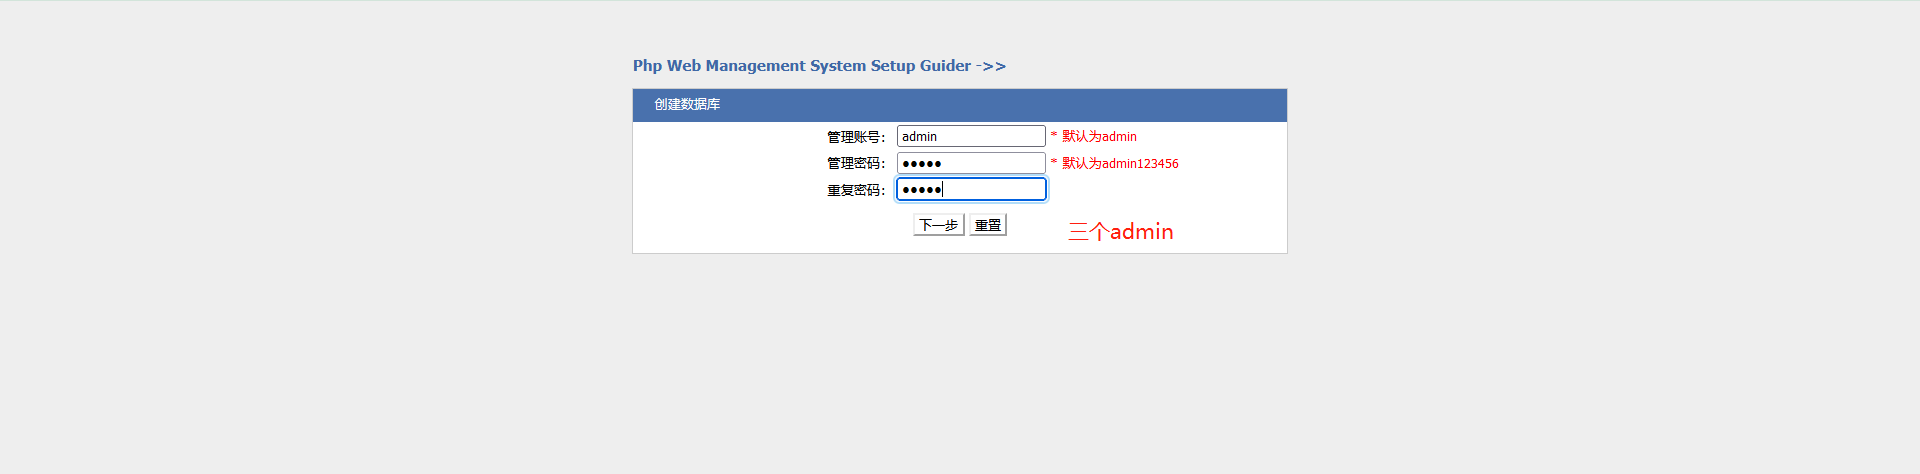 Php Web Management System Setup Guider ->>
创建数据库
管理账号： admin * 默认为admin
管理密码： ●●●●● * 默认为admin123456
重复密码： ●●●●●
下一步 重置
三个admin